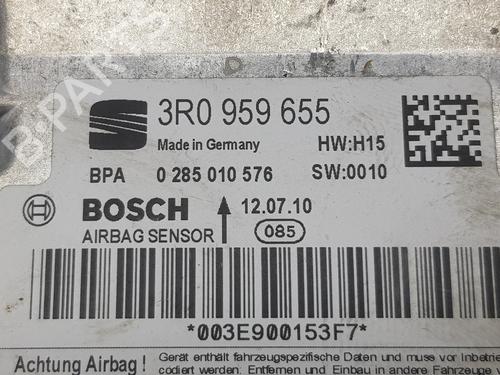 3R0 959 655
Made in Germany HW:H15
BPA 0 285 010 576 SW:0010
BOSCH 12.07.10
AIRBAG SENSOR 085
*003E900153F7*
Achtung Airbag! Gerät enthält fahrzeugspezifische Daten und muss vor Inbetrie
codiert werden: Entfernen und Einbau in andere Fahrzeuge
B-PARTS